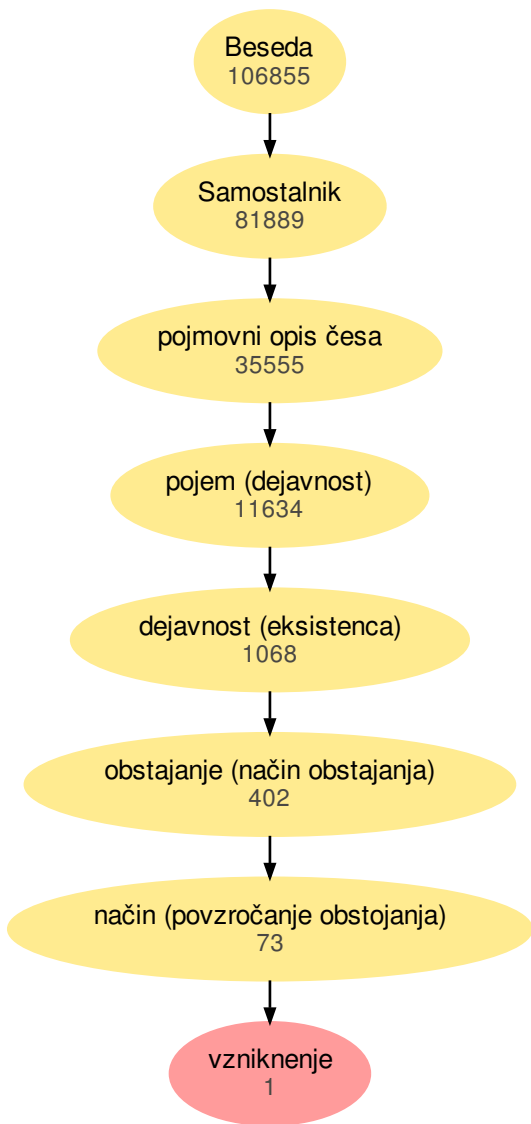 Beseda
106855
Samostalnik
81889
pojmovni opis česa
35555
pojem (dejavnost)
11634
dejavnost (eksistenca)
1068
obstajanje (način obstajanja)
402
način (povzročanje obstojanja)
73
vzniknenje
1